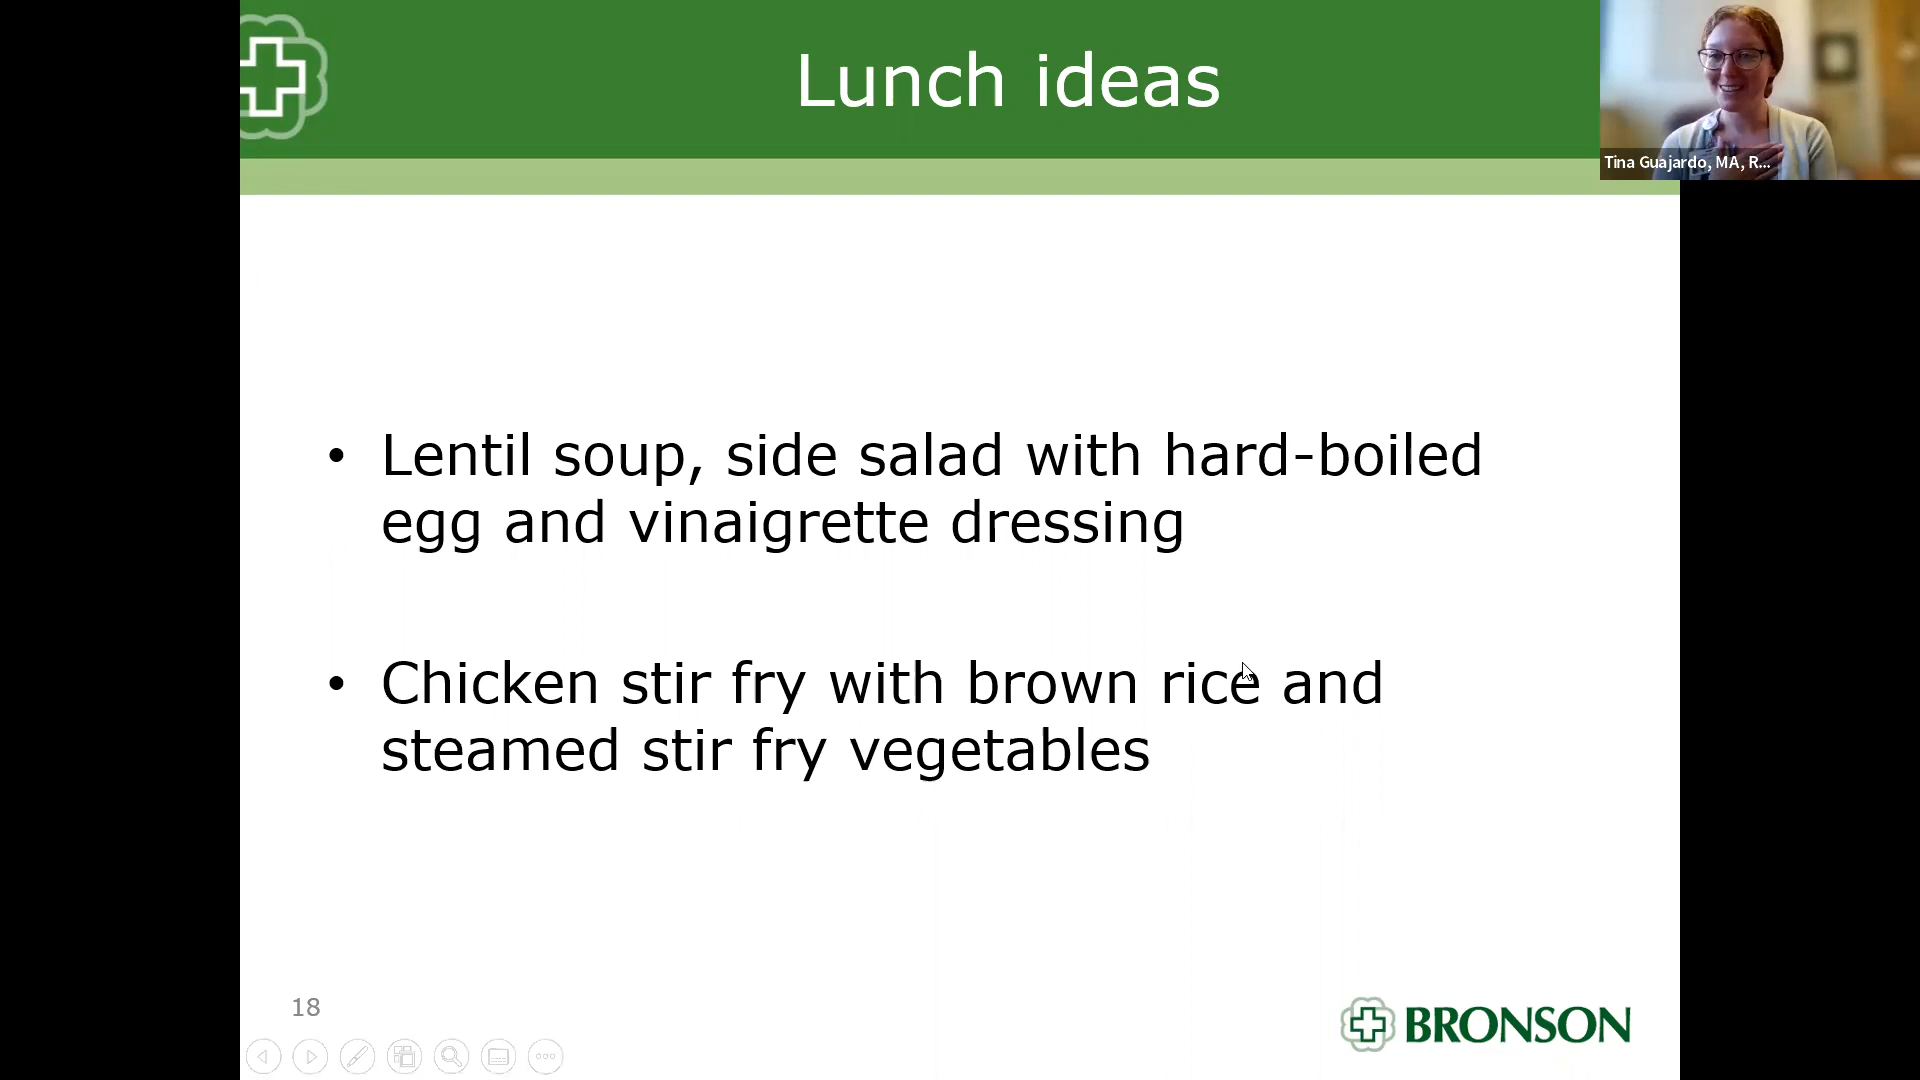 Lunch ideas
Tina Guajardo, MA, R...
• Lentil soup, side salad with hard-boiled
egg and vinaigrette dressing
• Chicken stir fry with brown rice and
steamed stir fry vegetables
18
BRONSON